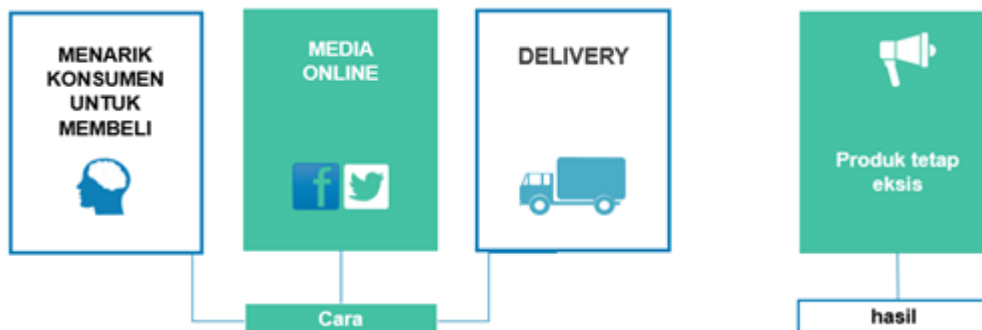 MENARIK
KONSUMEN
UNTUK
MEMBELI
MEDIA
ONLINE
DELIVERY
Produk tetap
eksis
Cara
hasil